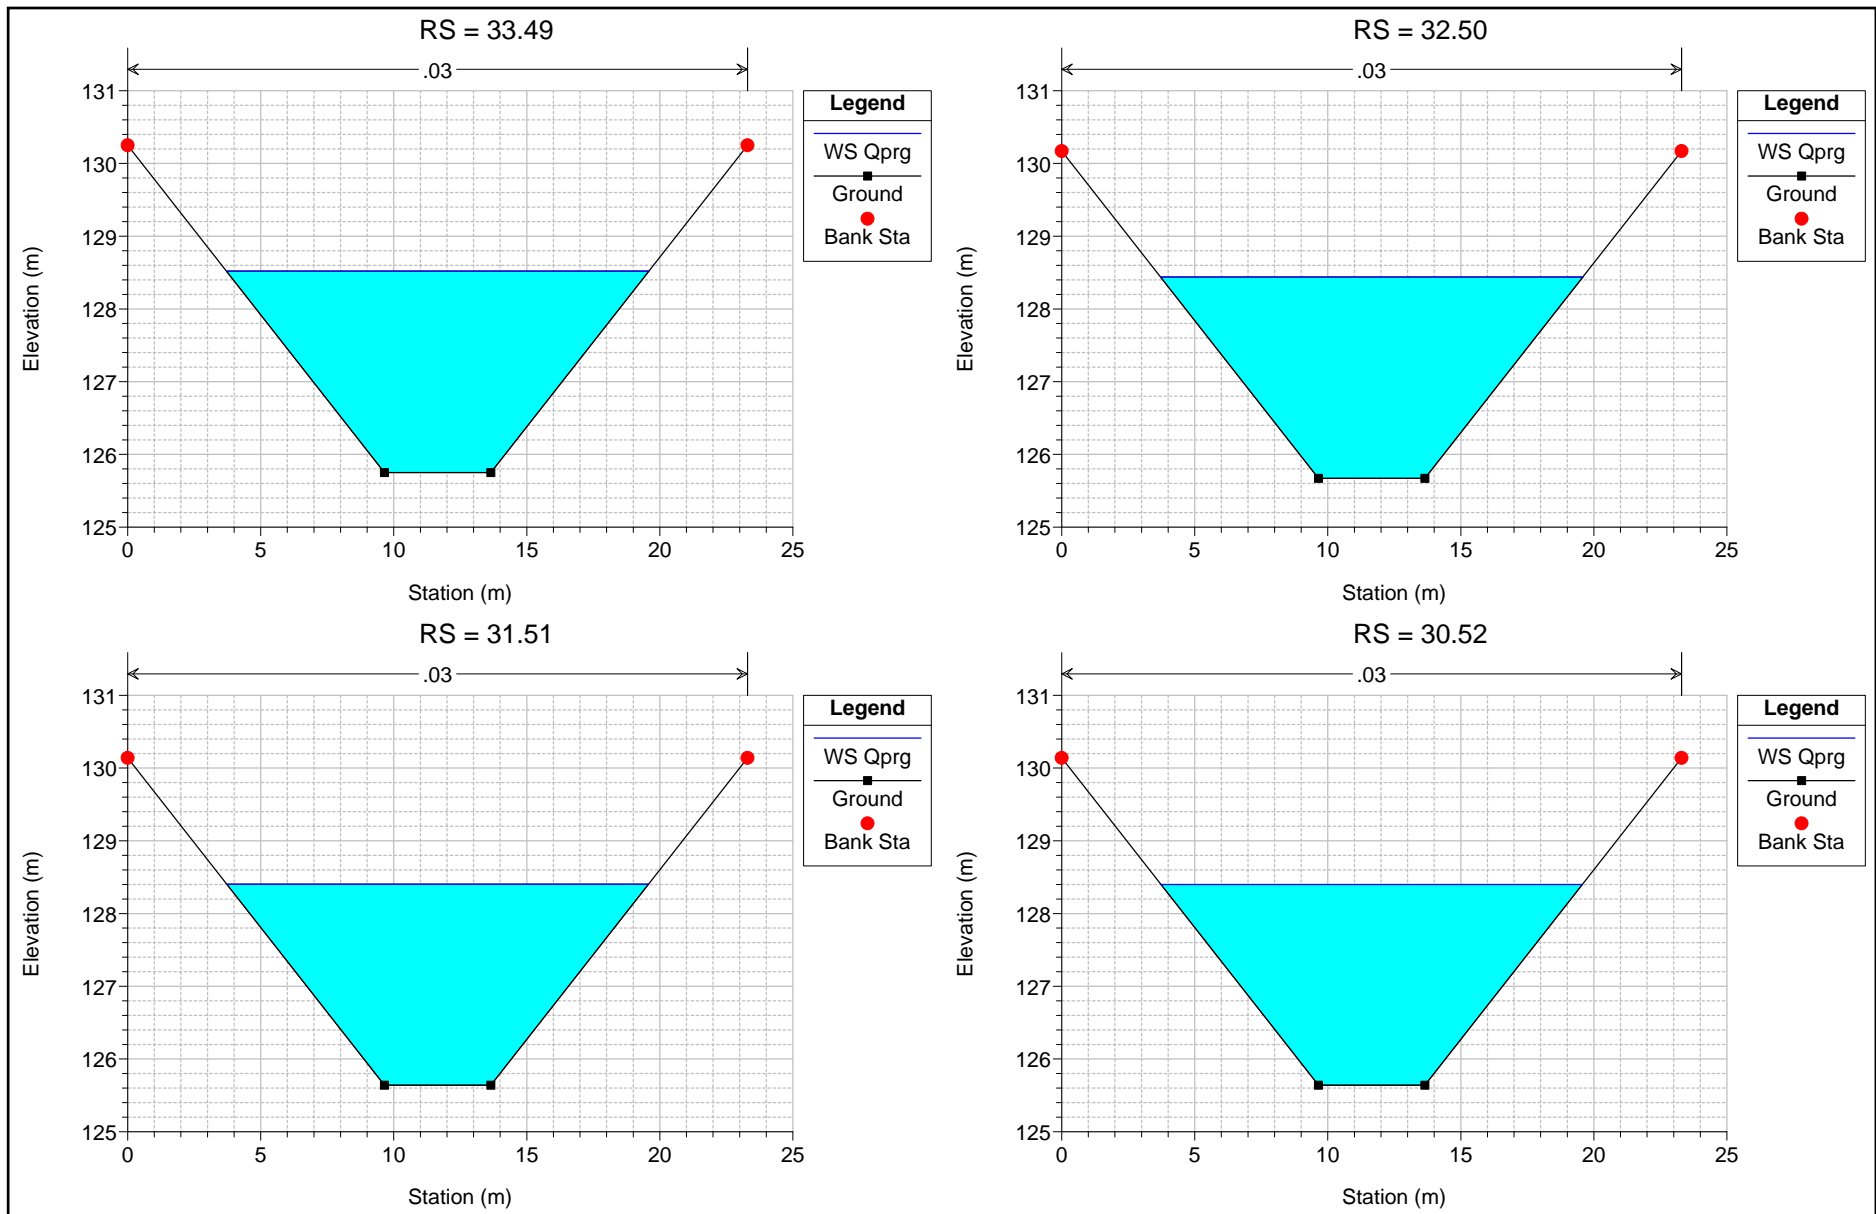 RS = 33.49
.03
131
130
129
128
127
126
125
0 5 10 15 20 25
Elevation (m)
Station (m)
Legend
WS Qprg
Ground
Bank Sta
RS = 32.50
.03
131
130
129
128
127
126
125
0 5 10 15 20 25
Elevation (m)
Station (m)
Legend
WS Qprg
Ground
Bank Sta
RS = 31.51
.03
131
130
129
128
127
126
125
0 5 10 15 20 25
Elevation (m)
Station (m)
Legend
WS Qprg
Ground
Bank Sta
RS = 30.52
.03
131
130
129
128
127
126
125
0 5 10 15 20 25
Elevation (m)
Station (m)
Legend
WS Qprg
Ground
Bank Sta